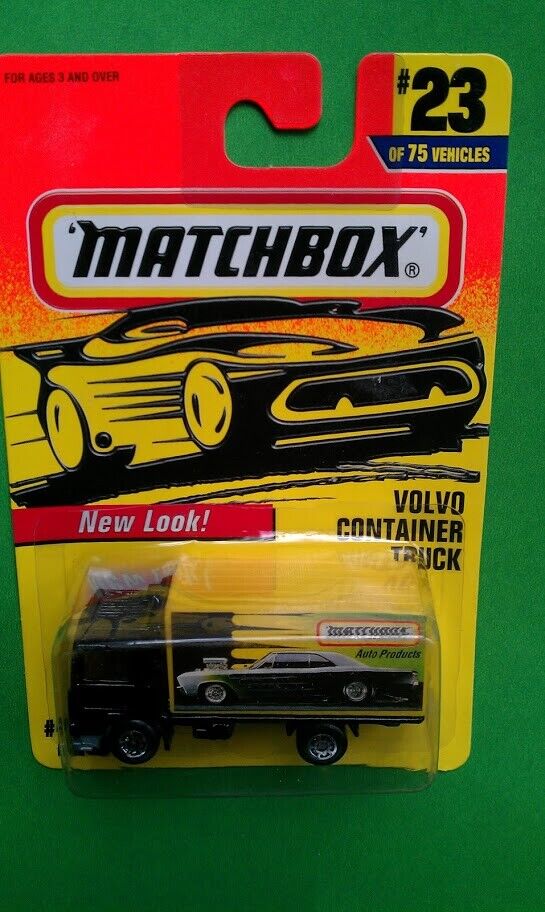 FOR AGES 3 AND OVER
#23
OF 75 VEHICLES
'MATCHBOX'®
New Look!
VOLVO
CONTAINER
TRUCK
MATCHBOX
Auto Products